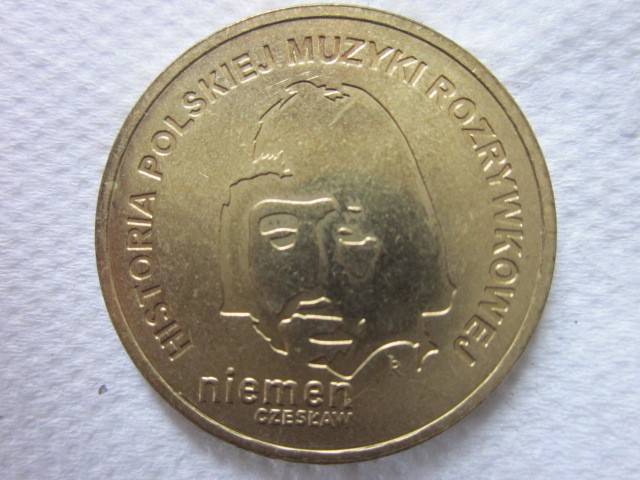 HISTORIA POLSKIEJ MUZYKI ROZRYWKOWEJ
niemen
CZESŁAW